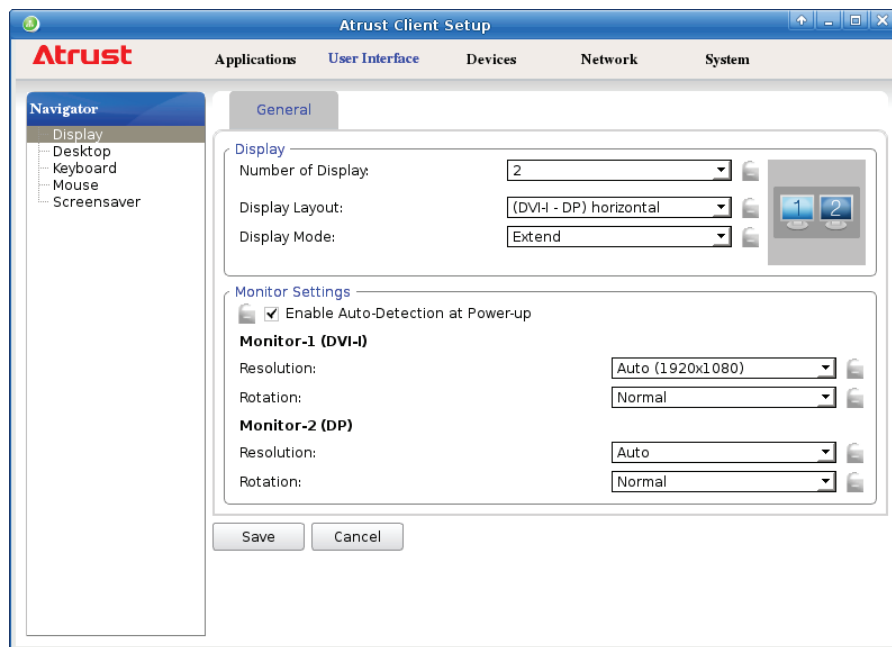 Atrust Client Setup
Atrust
Applications User Interface Devices Network System
Navigator
Display
Desktop
Keyboard
Mouse
Screensaver
General
Display
Number of Display: 2
Display Layout: (DVI-I - DP) horizontal
Display Mode: Extend
1 2
Monitor Settings
Enable Auto-Detection at Power-up
Monitor-1 (DVI-I)
Resolution: Auto (1920x1080)
Rotation: Normal
Monitor-2 (DP)
Resolution: Auto
Rotation: Normal
Save Cancel